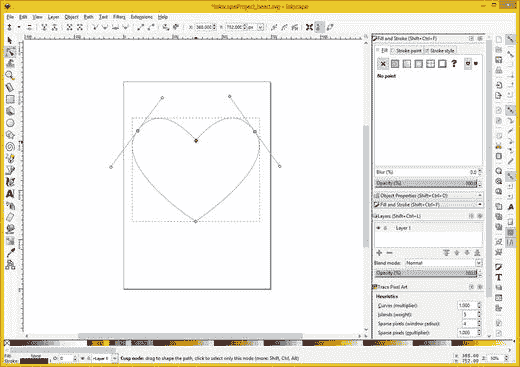 *InkscapeProject_heart.svg - Inkscape
File Edit View Layer Object Path Text Filters Extensions Help
X: 388.000 Y: 752.000 px
Fill and Stroke (Shift+Ctrl+F)
Fill Stroke paint Stroke style
?
No paint
Blur (%) 0.0
Opacity (%) 100.0
Object Properties (Shift+Ctrl+O)
Fill and Stroke (Shift+Ctrl+F)
Layers (Shift+Ctrl+L)
Layer 1
Blend mode: Normal
Opacity (%) 100.0
Trace Pixel Art
Heuristics
Curves (multiplier): 1.000
Islands (weight): 5
Sparse pixels (window radius): 4
Sparse pixels (multiplier): 1.000
Fill: None
Stroke: O: 0 Layer 1 Cusp node: drag to shape the path, click to select only this node (more: Shift, Ctrl, Alt) X: 388.00 Y: 752.00 50%